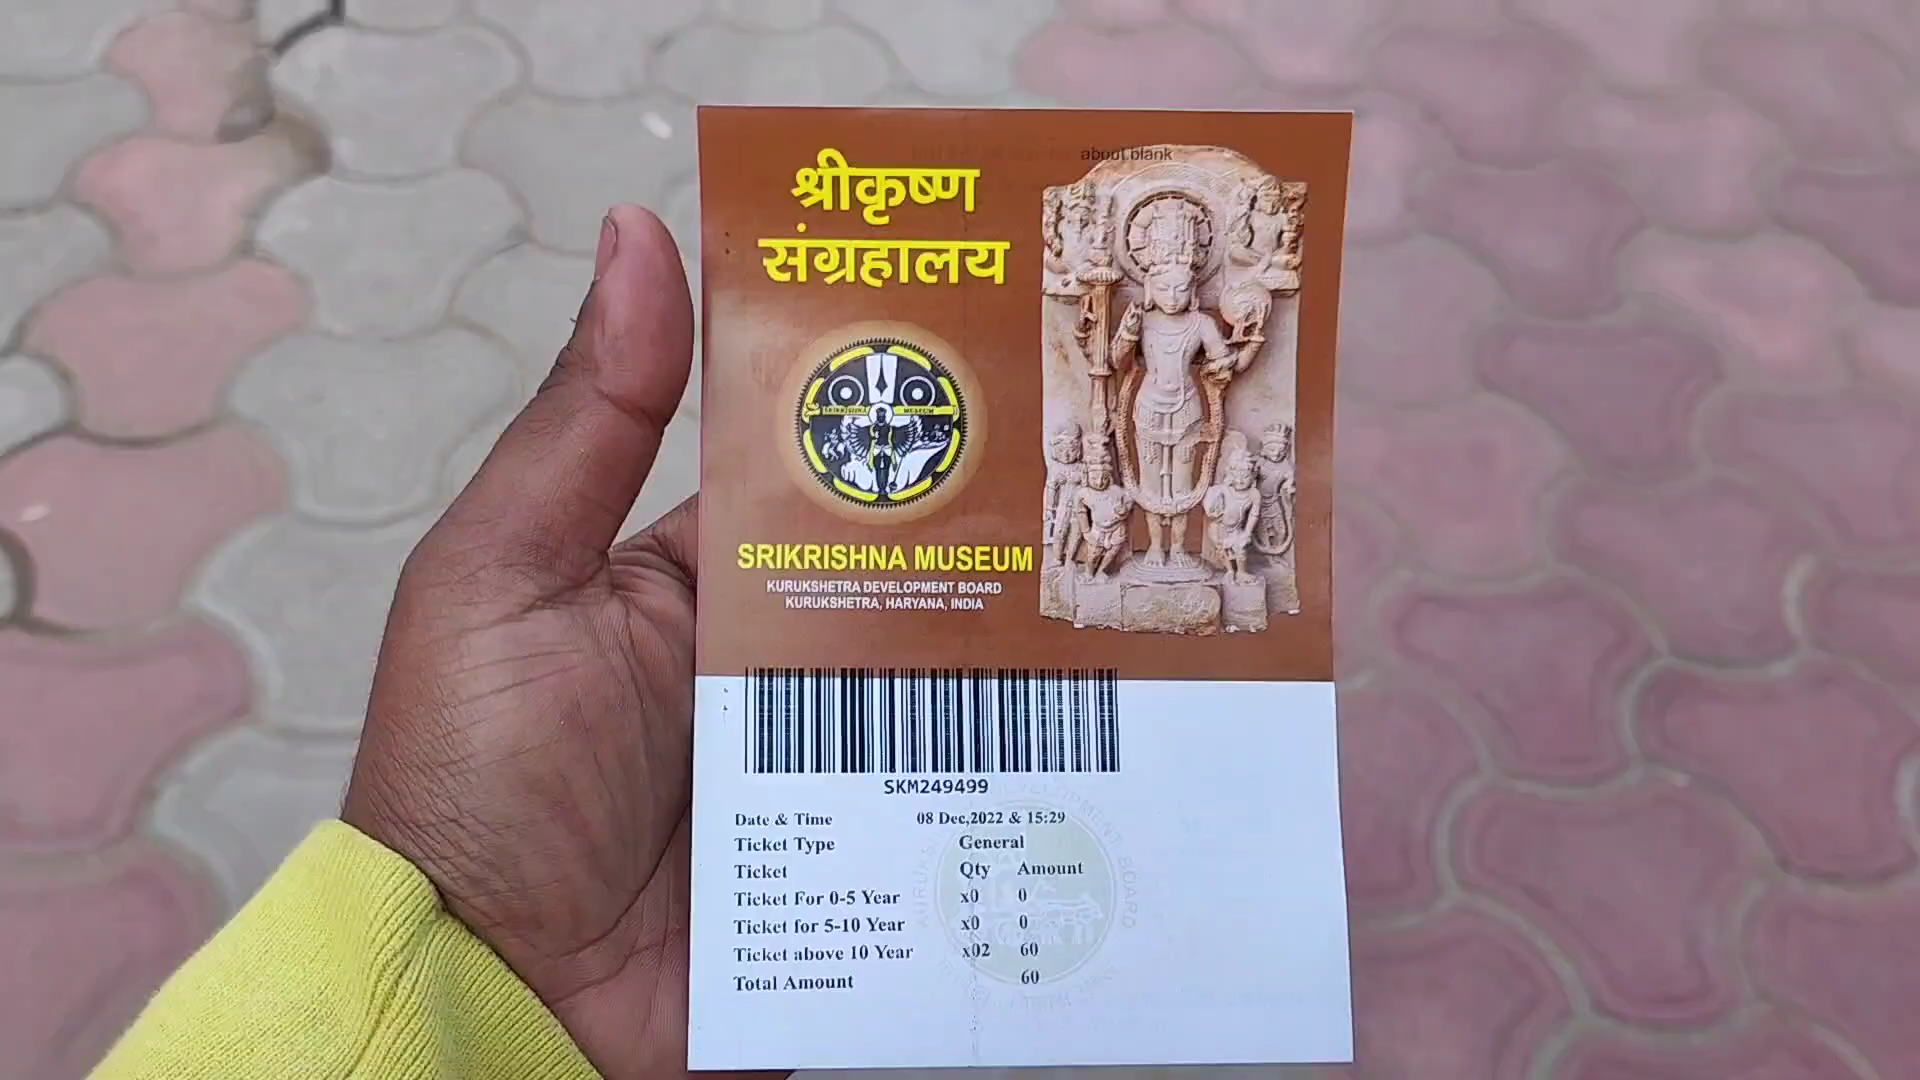 about:blank
श्रीकृष्ण
संग्रहालय
SRIKRISHNA MUSEUM
SRIKRISHNA MUSEUM
KURUKSHETRA DEVELOPMENT BOARD
KURUKSHETRA, HARYANA, INDIA
SKM249499
Date & Time 08 Dec,2022 & 15:29
Ticket Type General
Ticket Qty Amount
Ticket For 0-5 Year x0 0
Ticket for 5-10 Year x0 0
Ticket above 10 Year x02 60
Total Amount 60